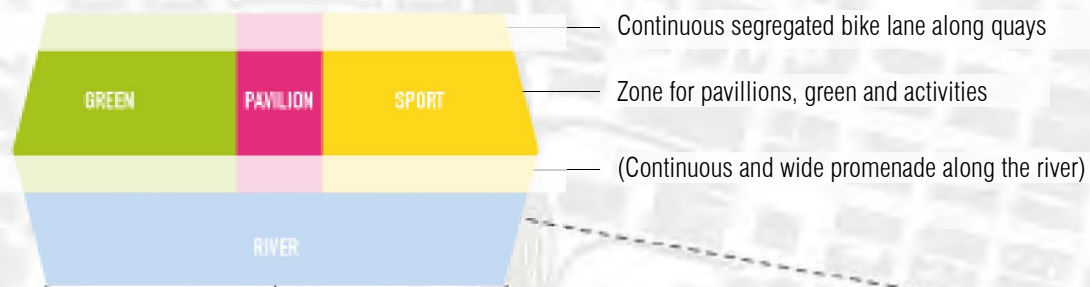 Continuous segregated bike lane along quays
GREEN PAVILION SPORT
Zone for pavillions, green and activities
(Continuous and wide promenade along the river)
RIVER